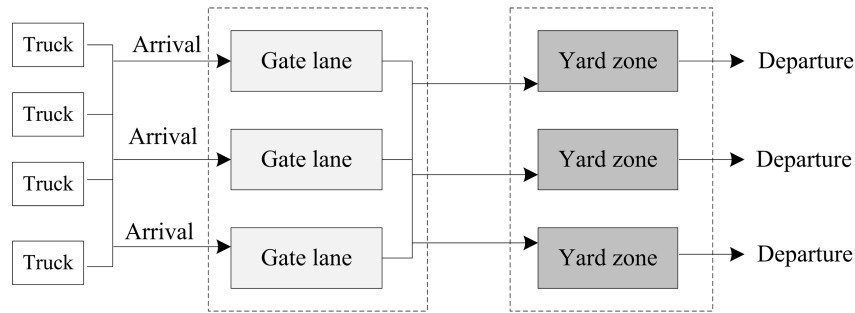 Truck
Arrival
Gate lane
Yard zone
Departure
Truck
Truck
Arrival
Gate lane
Yard zone
Departure
Truck
Arrival
Gate lane
Yard zone
Departure